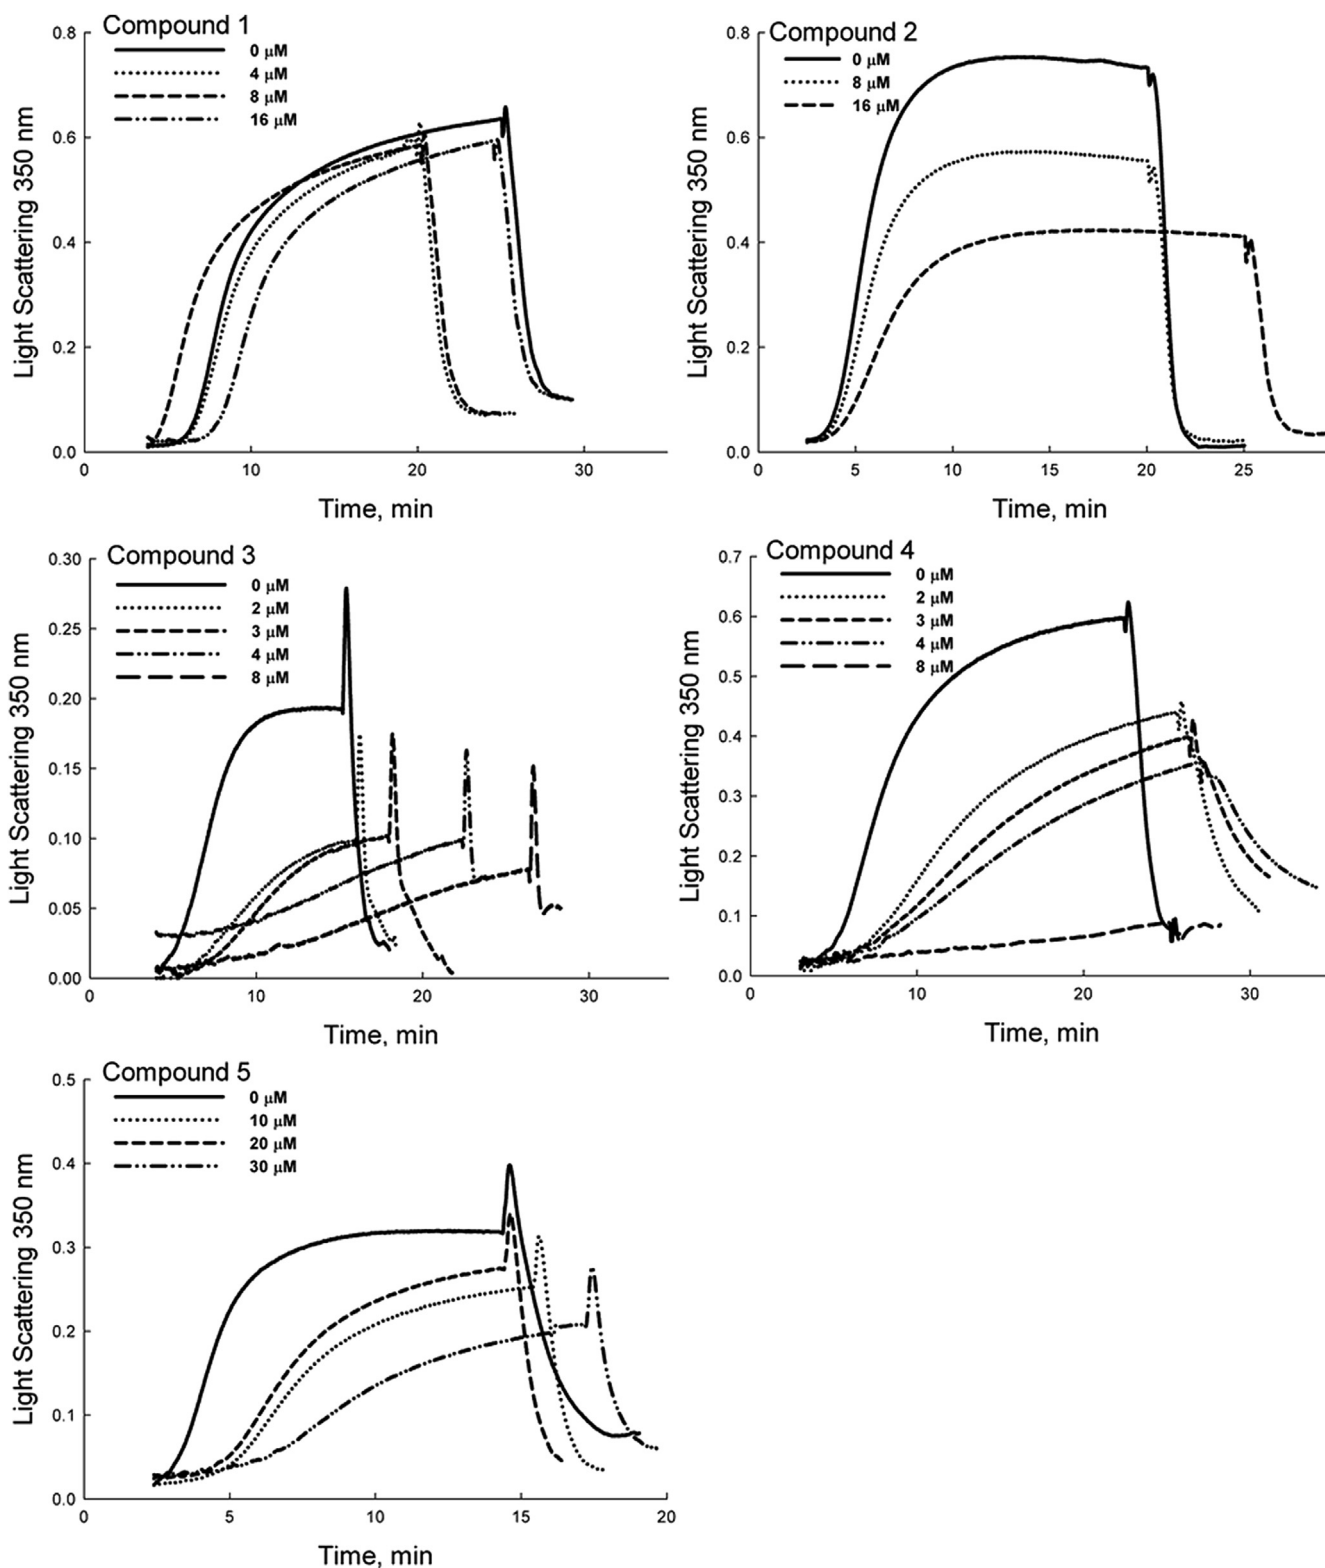 Compound 1
0 μM
4 μM
8 μM
16 μM
0.8
0.6
0.4
0.2
0.0
Light Scattering 350 nm
0 10 20 30
Time, min
Compound 2
0 μM
8 μM
16 μM
0.8
0.6
0.4
0.2
0.0
Light Scattering 350 nm
0 5 10 15 20 25
Time, min
Compound 3
0 μM
2 μM
3 μM
4 μM
8 μM
0.30
0.25
0.20
0.15
0.10
0.05
0.00
Light Scattering 350 nm
0 10 20 30
Time, min
Compound 4
0 μM
2 μM
3 μM
4 μM
8 μM
0.7
0.6
0.5
0.4
0.3
0.2
0.1
0.0
Light Scattering 350 nm
0 10 20 30
Time, min
Compound 5
0 μM
10 μM
20 μM
30 μM
0.5
0.4
0.3
0.2
0.1
0.0
Light Scattering 350 nm
0 5 10 15 20
Time, min